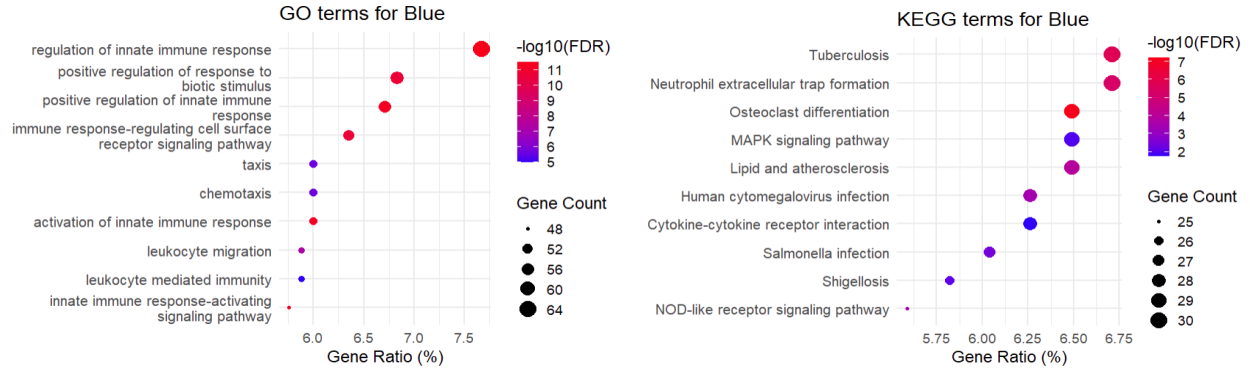 GO terms for Blue
regulation of innate immune response
positive regulation of response to
biotic stimulus
positive regulation of innate immune
response
immune response-regulating cell surface
receptor signaling pathway
taxis
chemotaxis
activation of innate immune response
leukocyte migration
leukocyte mediated immunity
innate immune response-activating
signaling pathway
6.0 6.5 7.0 7.5
Gene Ratio (%)
-log10(FDR)
11
10
9
8
7
6
5
Gene Count
48
52
56
60
64
KEGG terms for Blue
Tuberculosis
Neutrophil extracellular trap formation
Osteoclast differentiation
MAPK signaling pathway
Lipid and atherosclerosis
Human cytomegalovirus infection
Cytokine-cytokine receptor interaction
Salmonella infection
Shigellosis
NOD-like receptor signaling pathway
5.75 6.00 6.25 6.50 6.75
Gene Ratio (%)
-log10(FDR)
7
6
5
4
3
2
Gene Count
25
26
27
28
29
30